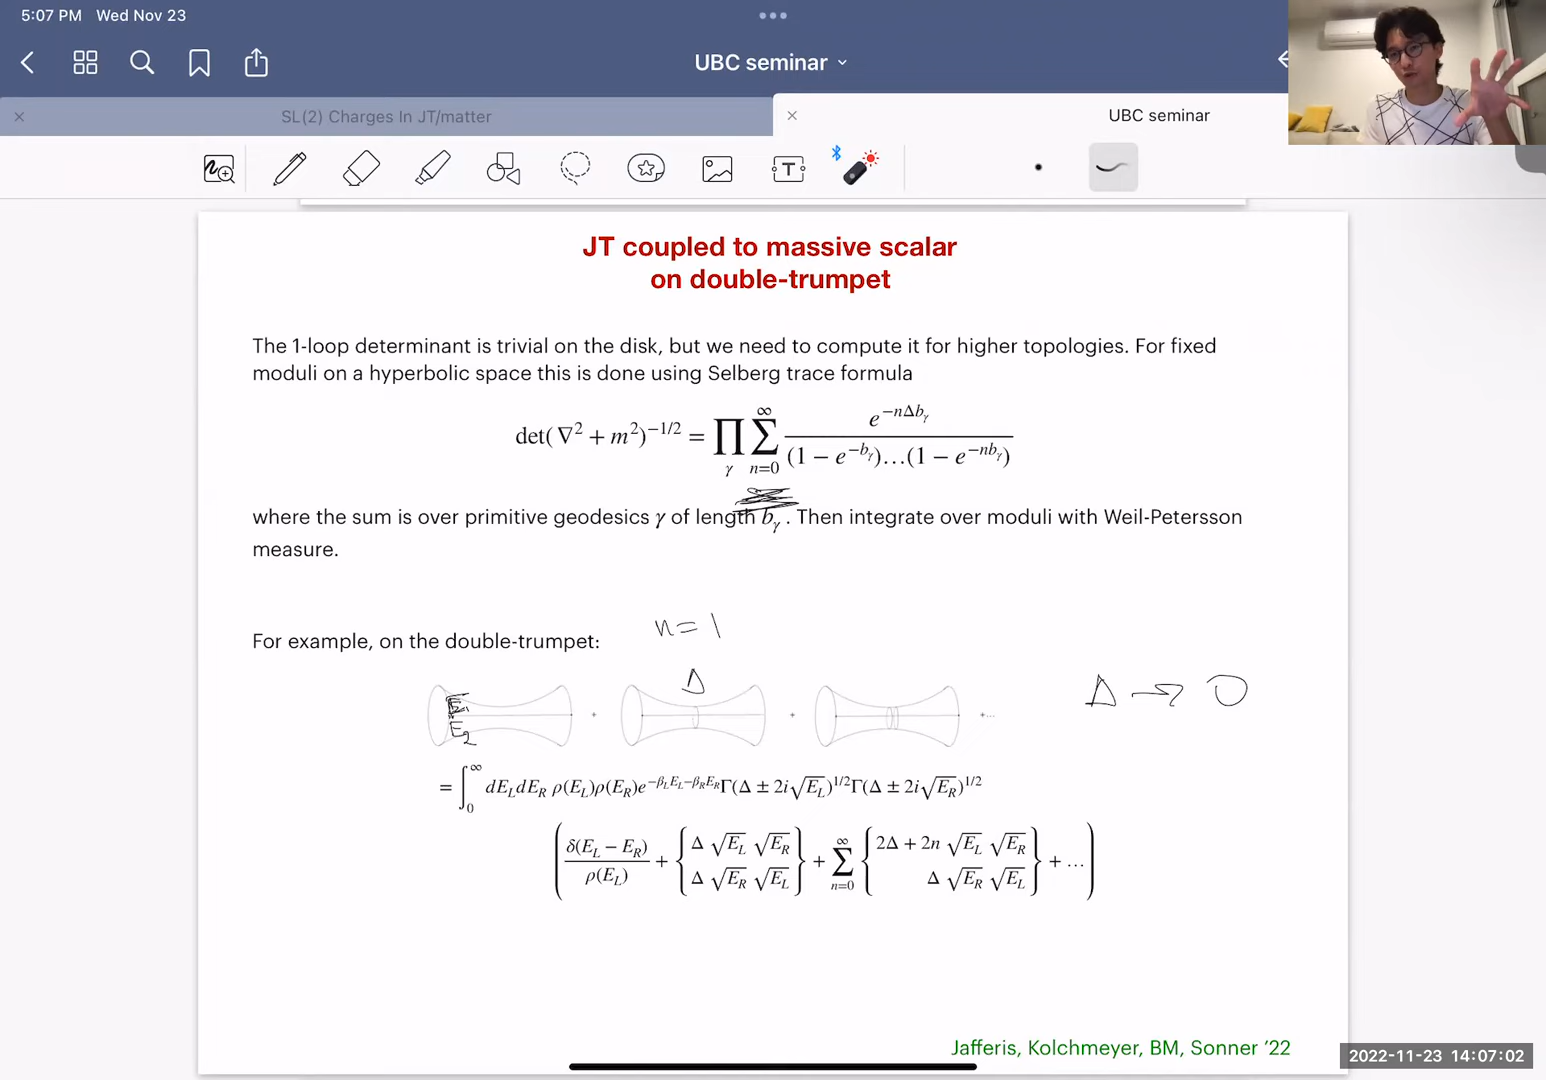 5:07 PM Wed Nov 23
UBC seminar
SL(2) Charges In JT/matter
UBC seminar
JT coupled to massive scalar
on double-trumpet
The 1-loop determinant is trivial on the disk, but we need to compute it for higher topologies. For fixed
moduli on a hyperbolic space this is done using Selberg trace formula
det(∇² + m²)^{-1/2} = ∏_γ ∑_{n=0}^{∞} e^{-nΔb_γ} / (1 − e^{-b_γ})…(1 − e^{-nb_γ})
where the sum is over primitive geodesics γ of length b_γ. Then integrate over moduli with Weil-Petersson
measure.
n = 1
For example, on the double-trumpet:
Δ
Δ → 0
E₁
E₂
+ + +...
= ∫_0^∞ dE_L dE_R ρ(E_L)ρ(E_R)e^{-β_L E_L − β_R E_R} Γ(Δ ± 2i√E_L)^{1/2} Γ(Δ ± 2i√E_R)^{1/2}
( δ(E_L − E_R) / ρ(E_L) + { Δ √E_L √E_R ; Δ √E_R √E_L } + ∑_{n=0}^{∞} { 2Δ + 2n √E_L √E_R ; Δ √E_R √E_L } + … )
Jafferis, Kolchmeyer, BM, Sonner ’22
2022-11-23 14:07:02